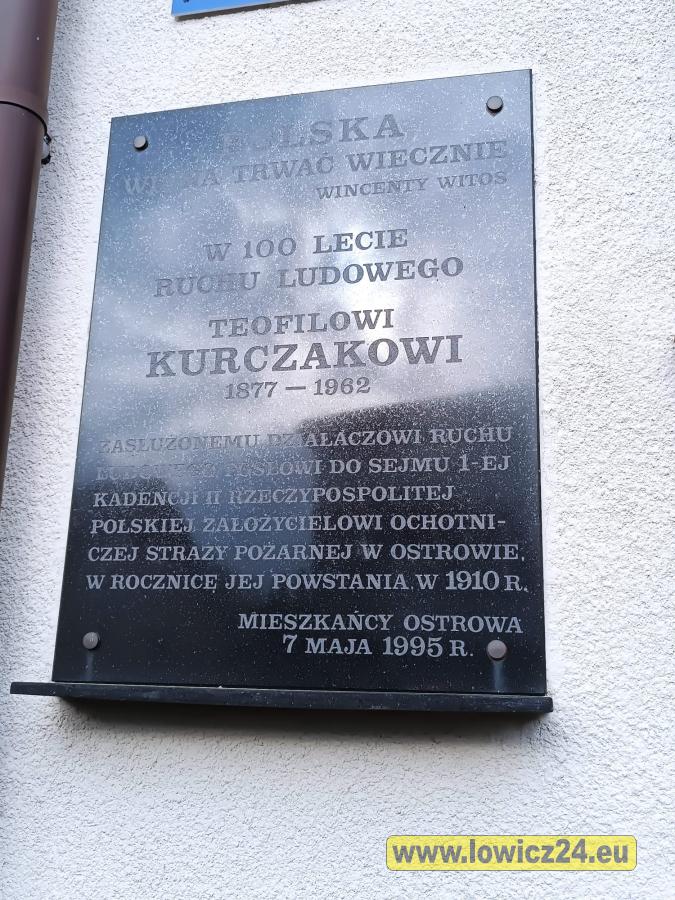 POLSKA
WINNA TRWAĆ WIECZNIE
WINCENTY WITOS
W 100 LECIE
RUCHU LUDOWEGO
TEOFILOWI
KURCZAKOWI
1877 — 1962
ZASŁUŻONEMU DZIAŁACZOWI RUCHU
LUDOWEGO POSŁOWI DO SEJMU I-EJ
KADENCJI II RZECZYPOSPOLITEJ
POLSKIEJ ZAŁOŻYCIELOWI OCHOTNI-
CZEJ STRAŻY POŻARNEJ W OSTROWIE,
W ROCZNICĘ JEJ POWSTANIA W 1910 R.
MIESZKAŃCY OSTROWA
7 MAJA 1995 R.
www.lowicz24.eu